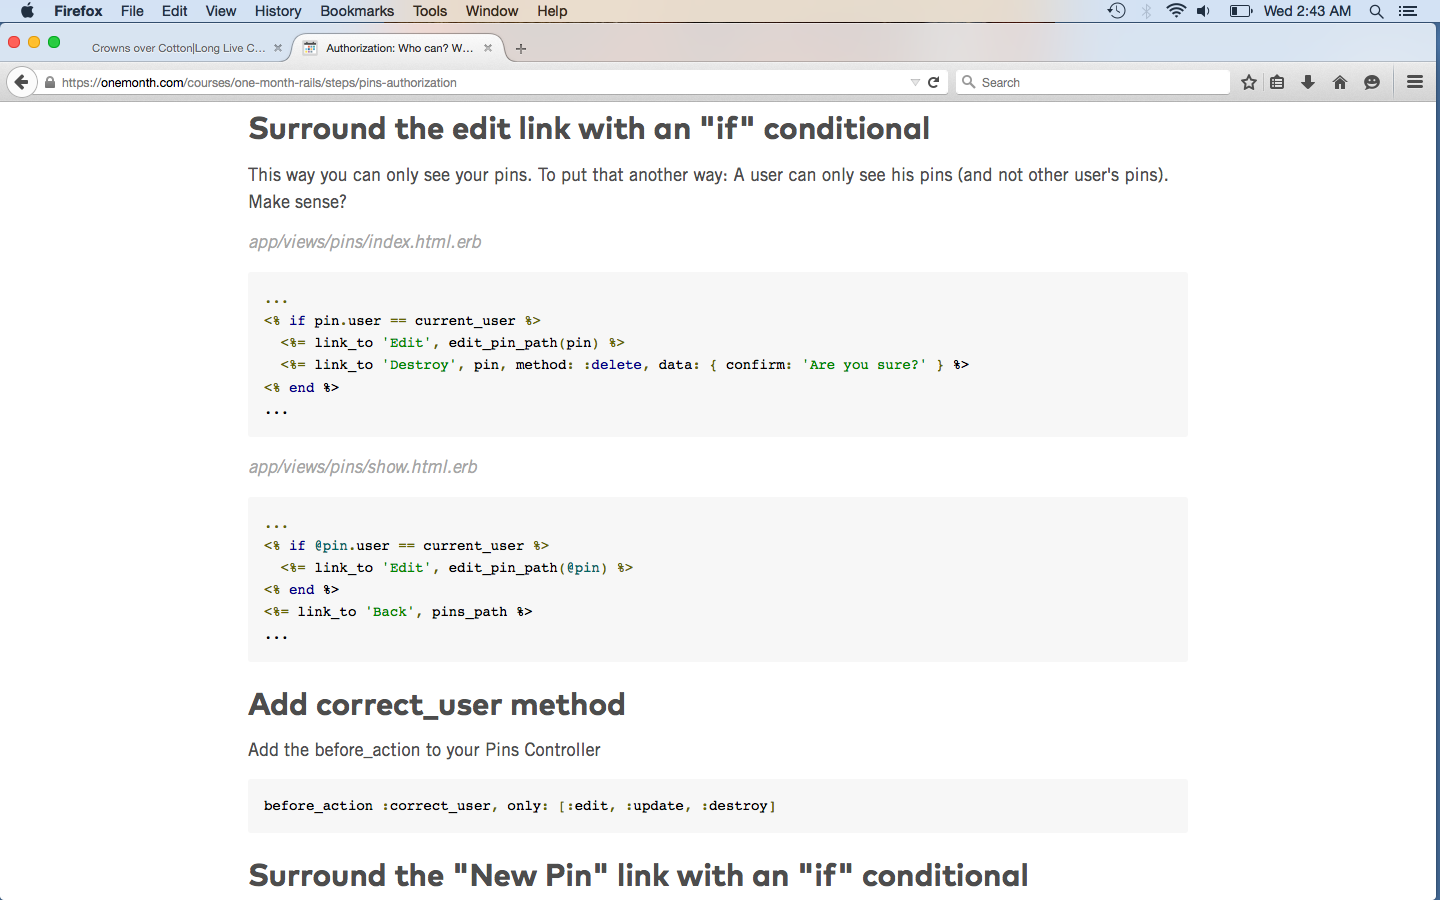 Firefox File Edit View History Bookmarks Tools Window Help Wed 2:43 AM
Crowns over Cotton|Long Live C... Authorization: Who can? W...
https://onemonth.com/courses/one-month-rails/steps/pins-authorization Search
Surround the edit link with an "if" conditional
This way you can only see your pins. To put that another way: A user can only see his pins (and not other user's pins).
Make sense?
app/views/pins/index.html.erb
...
<% if pin.user == current_user %>
<%= link_to 'Edit', edit_pin_path(pin) %>
<%= link_to 'Destroy', pin, method: :delete, data: { confirm: 'Are you sure?' } %>
<% end %>
...
app/views/pins/show.html.erb
...
<% if @pin.user == current_user %>
<%= link_to 'Edit', edit_pin_path(@pin) %>
<% end %>
<%= link_to 'Back', pins_path %>
...
Add correct_user method
Add the before_action to your Pins Controller
before_action :correct_user, only: [:edit, :update, :destroy]
Surround the "New Pin" link with an "if" conditional